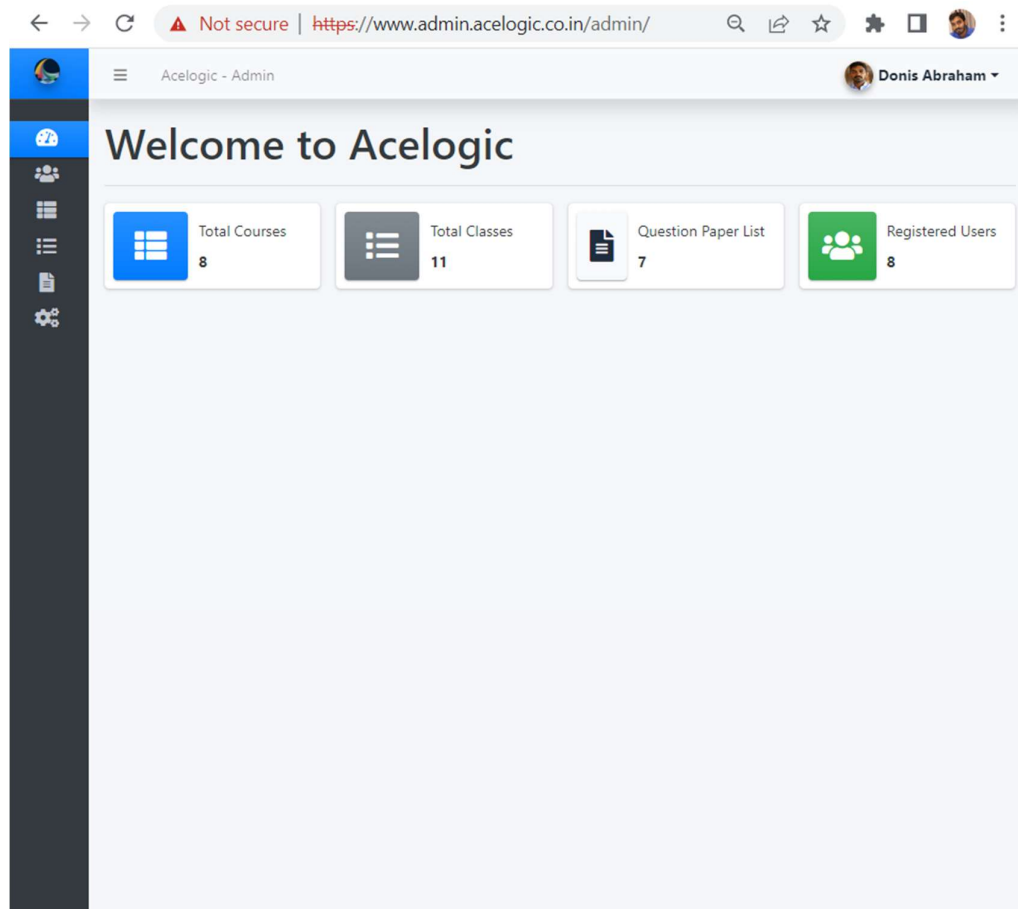 Not secure | https://www.admin.acelogic.co.in/admin/
Acelogic - Admin
Donis Abraham
Welcome to Acelogic
Total Courses
8
Total Classes
11
Question Paper List
7
Registered Users
8